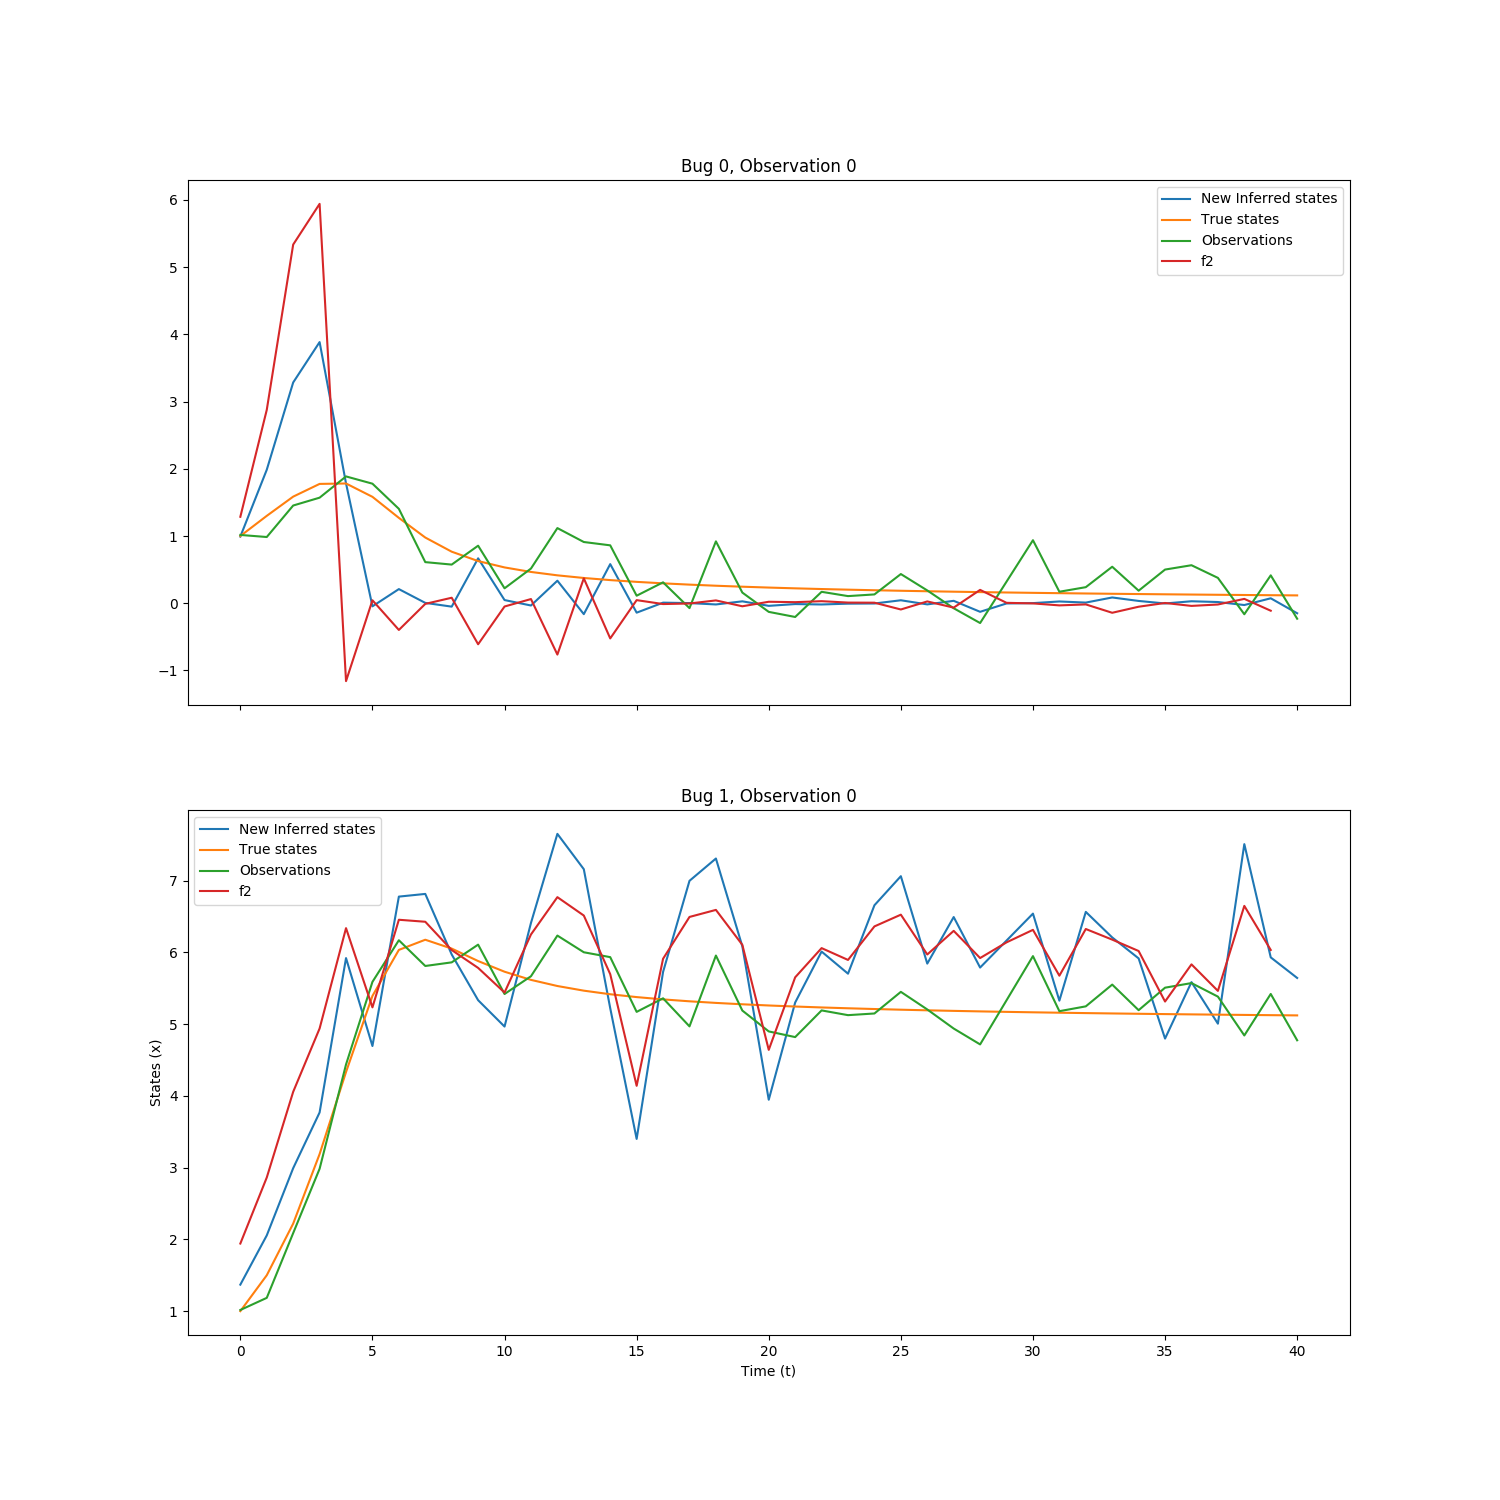 Bug 0, Observation 0
New Inferred states
True states
Observations
f2
6
5
4
3
2
1
0
−1
Bug 1, Observation 0
New Inferred states
True states
Observations
f2
7
6
5
4
3
2
1
States (x)
0 5 10 15 20 25 30 35 40
Time (t)